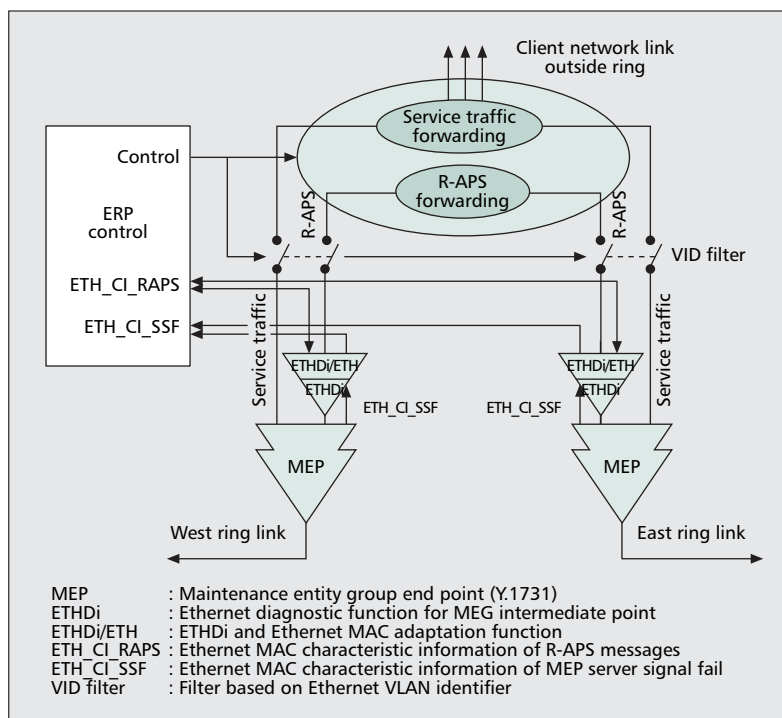 Client network link
outside ring
Service traffic
forwarding
Control
R-APS
forwarding
R-APS
R-APS
ERP
control
VID filter
ETH_CI_RAPS
ETH_CI_SSF
Service traffic
Service traffic
ETHDi/ETH
ETHDi
ETHDi/ETH
ETHDi
ETH_CI_SSF
ETH_CI_SSF
MEP
MEP
West ring link
East ring link
MEP : Maintenance entity group end point (Y.1731)
ETHDi : Ethernet diagnostic function for MEG intermediate point
ETHDi/ETH : ETHDi and Ethernet MAC adaptation function
ETH_CI_RAPS : Ethernet MAC characteristic information of R-APS messages
ETH_CI_SSF : Ethernet MAC characteristic information of MEP server signal fail
VID filter : Filter based on Ethernet VLAN identifier